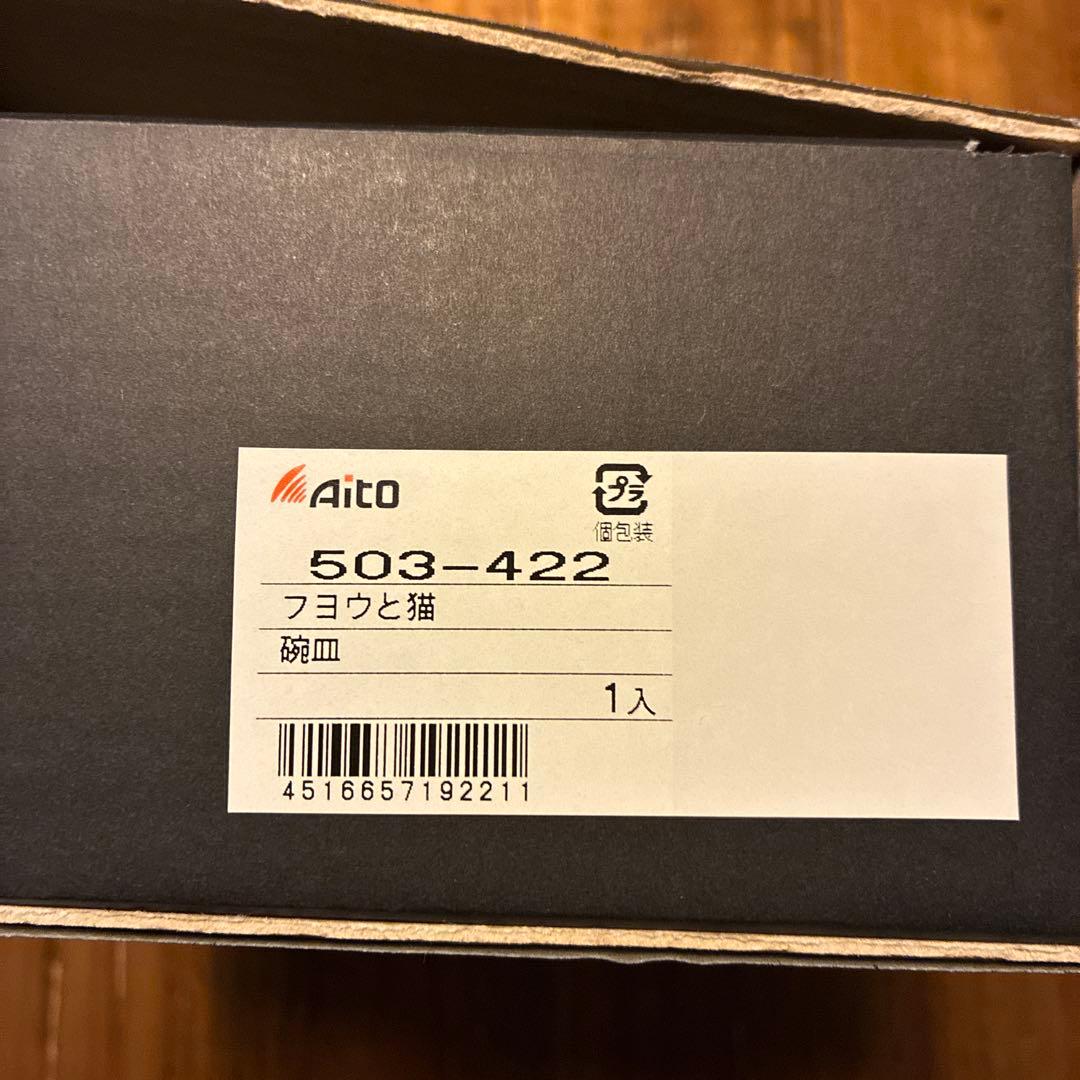 Aito
プラ
個包装
503-422
フヨウと猫
碗皿
1入
4516657192211